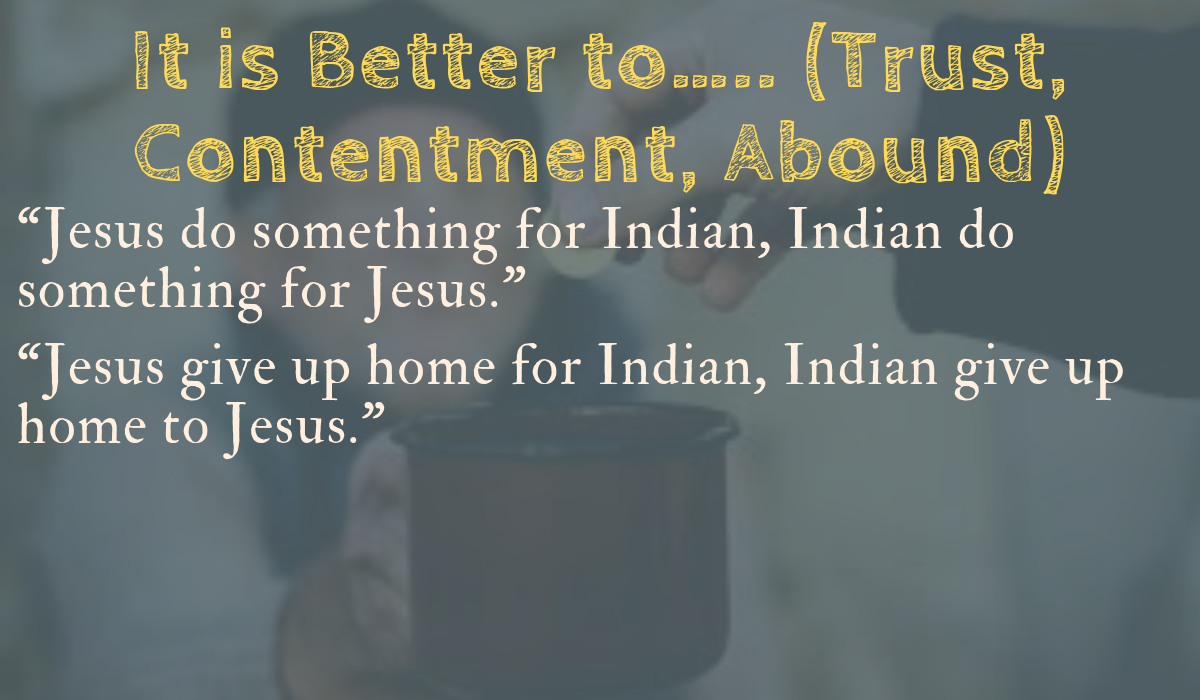 It is Better to..... (Trust,
Contentment, Abound)
“Jesus do something for Indian, Indian do
something for Jesus.”
“Jesus give up home for Indian, Indian give up
home to Jesus.”